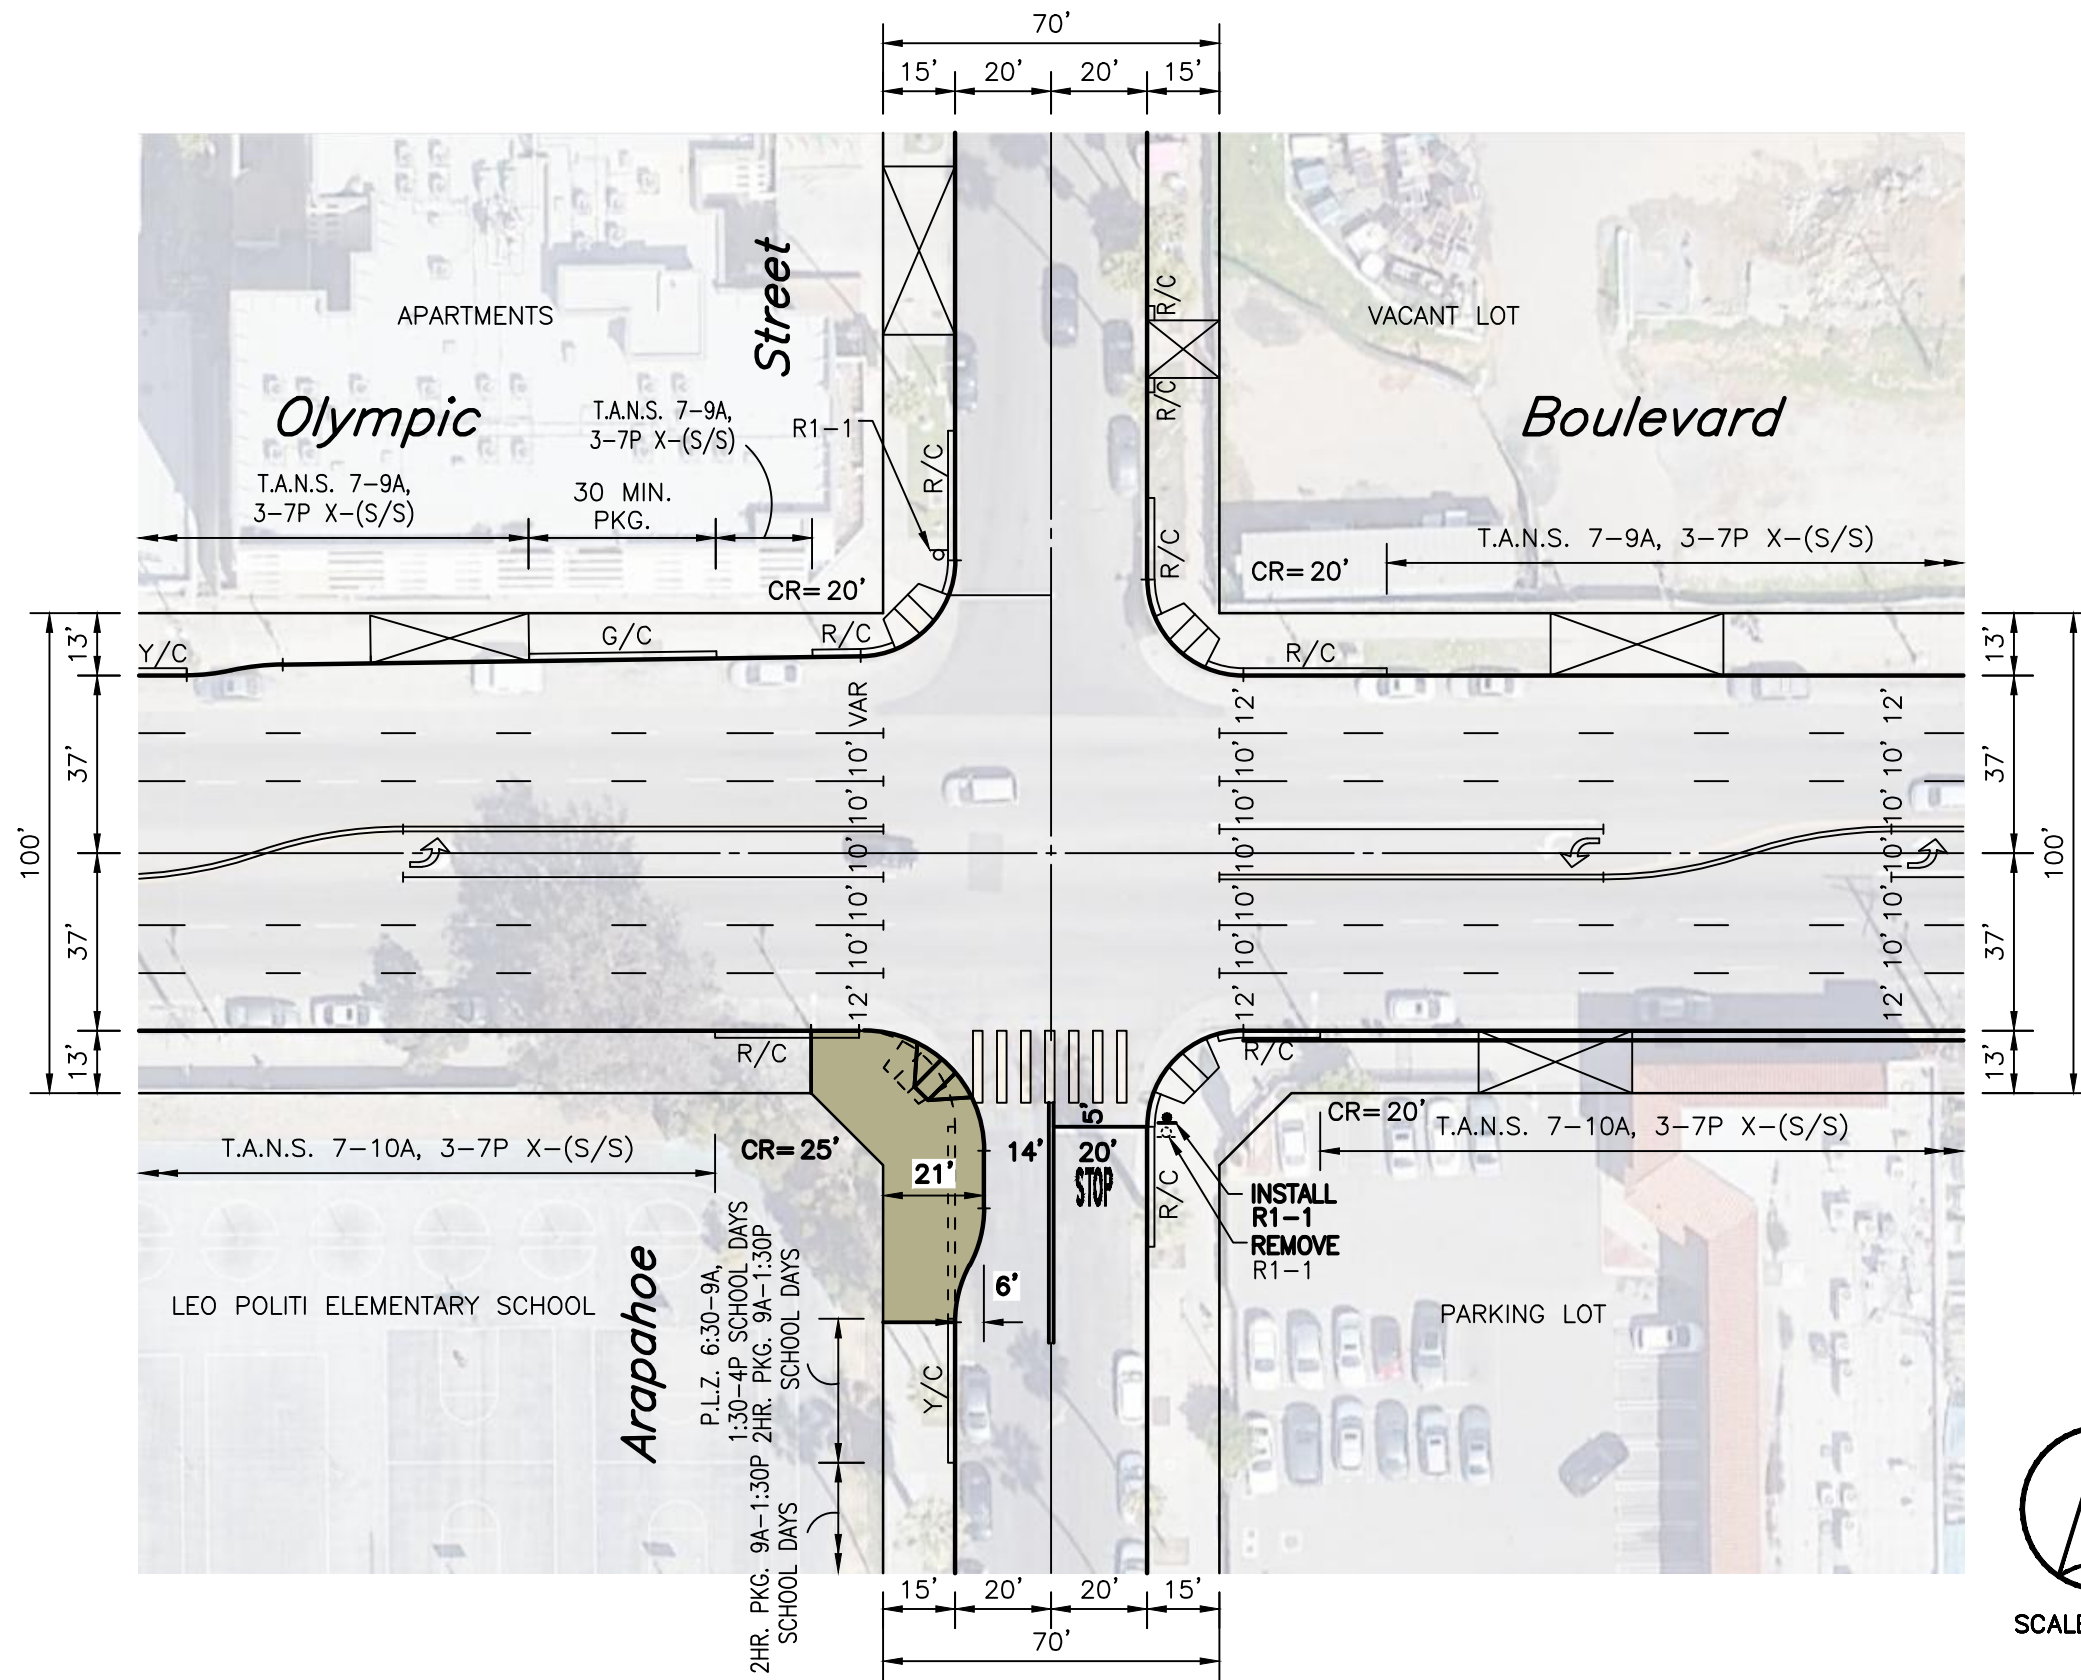 70'
15' 20' 20' 15'
APARTMENTS
Street
R/C
VACANT LOT
Olympic
T.A.N.S. 7-9A,
3-7P X-(S/S)
R1-1
R/C
Boulevard
T.A.N.S. 7-9A,
3-7P X-(S/S)
30 MIN.
PKG.
R/C
R/C
T.A.N.S. 7-9A, 3-7P X-(S/S)
CR=20'
CR=20'
13'
Y/C
G/C
R/C
R/C
13'
37'
VAR
10'
10'
10'
10'
10'
12'
12'
10'
10'
10'
10'
10'
12'
12'
10'
10'
10'
10'
10'
12'
37'
100'
100'
37'
37'
13'
R/C
R/C
13'
5'
CR=20'
T.A.N.S. 7-10A, 3-7P X-(S/S)
CR=25'
14'
20'
T.A.N.S. 7-10A, 3-7P X-(S/S)
21'
STOP
R/C
INSTALL
R1-1
REMOVE
R1-1
6'
LEO POLITI ELEMENTARY SCHOOL
Arapahoe
P.L.Z. 6:30-9A,
1:30-4P SCHOOL DAYS
2HR. PKG. 9A-1:30P
SCHOOL DAYS
PARKING LOT
Y/C
2HR. PKG. 9A-1:30P
SCHOOL DAYS
15' 20' 20' 15'
70'